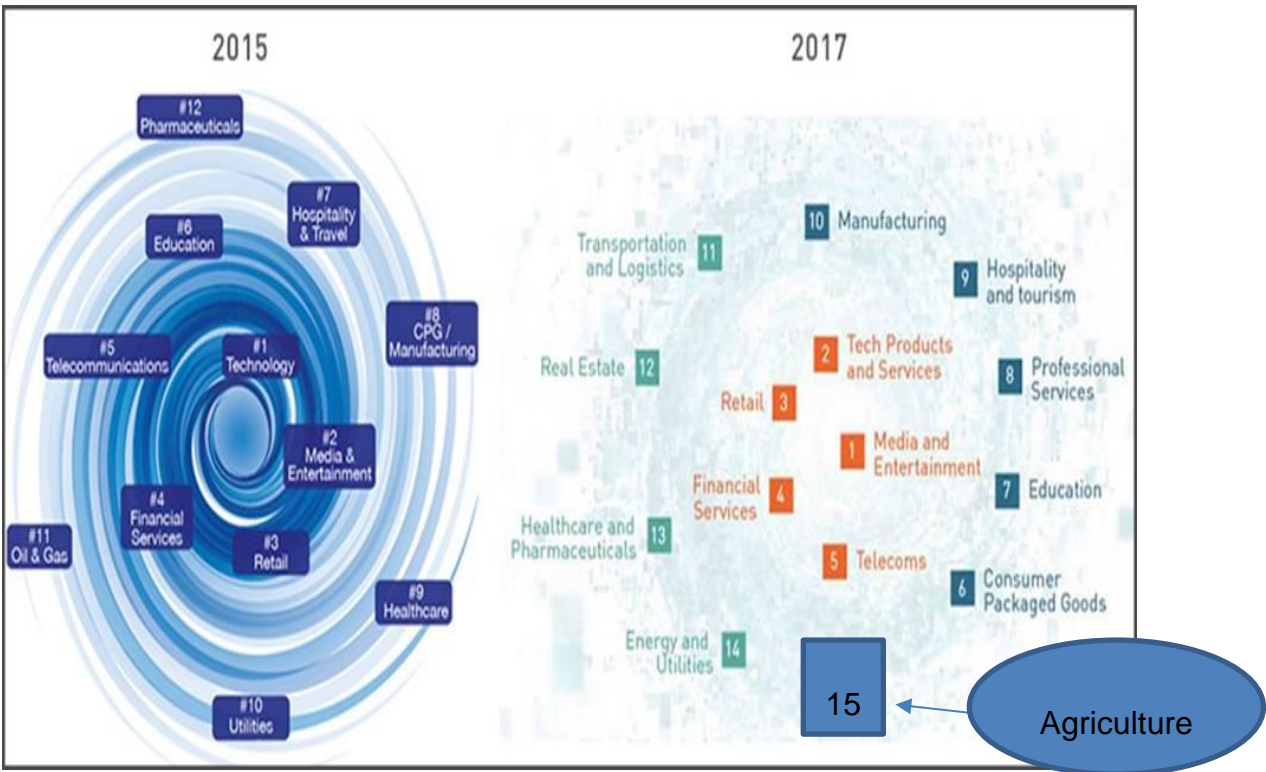 2015
#12
Pharmaceuticals
#7
Hospitality
& Travel
#6
Education
#8
CPG /
Manufacturing
#5
Telecommunications
#1
Technology
#2
Media &
Entertainment
#4
Financial
Services
#3
Retail
#11
Oil & Gas
#9
Healthcare
#10
Utilities
2017
10 Manufacturing
Transportation
and Logistics 11
9 Hospitality
and tourism
2 Tech Products
and Services
Real Estate 12
8 Professional
Services
Retail 3
1 Media and
Entertainment
Financial
Services 4
7 Education
Healthcare and
Pharmaceuticals 13
5 Telecoms
6 Consumer
Packaged Goods
Energy and
Utilities 14
15
Agriculture